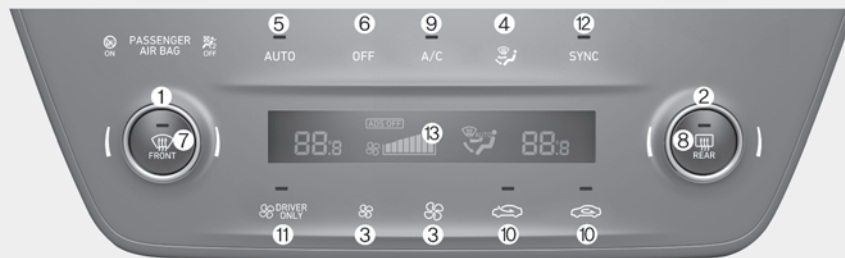 5 6 9 4 12
PASSENGER AIR BAG
ON OFF
AUTO OFF A/C SYNC
1 2
ADS OFF
13
88.8 AUTO 88.8
7 FRONT
8 REAR
DRIVER ONLY
11 3 3 10 10